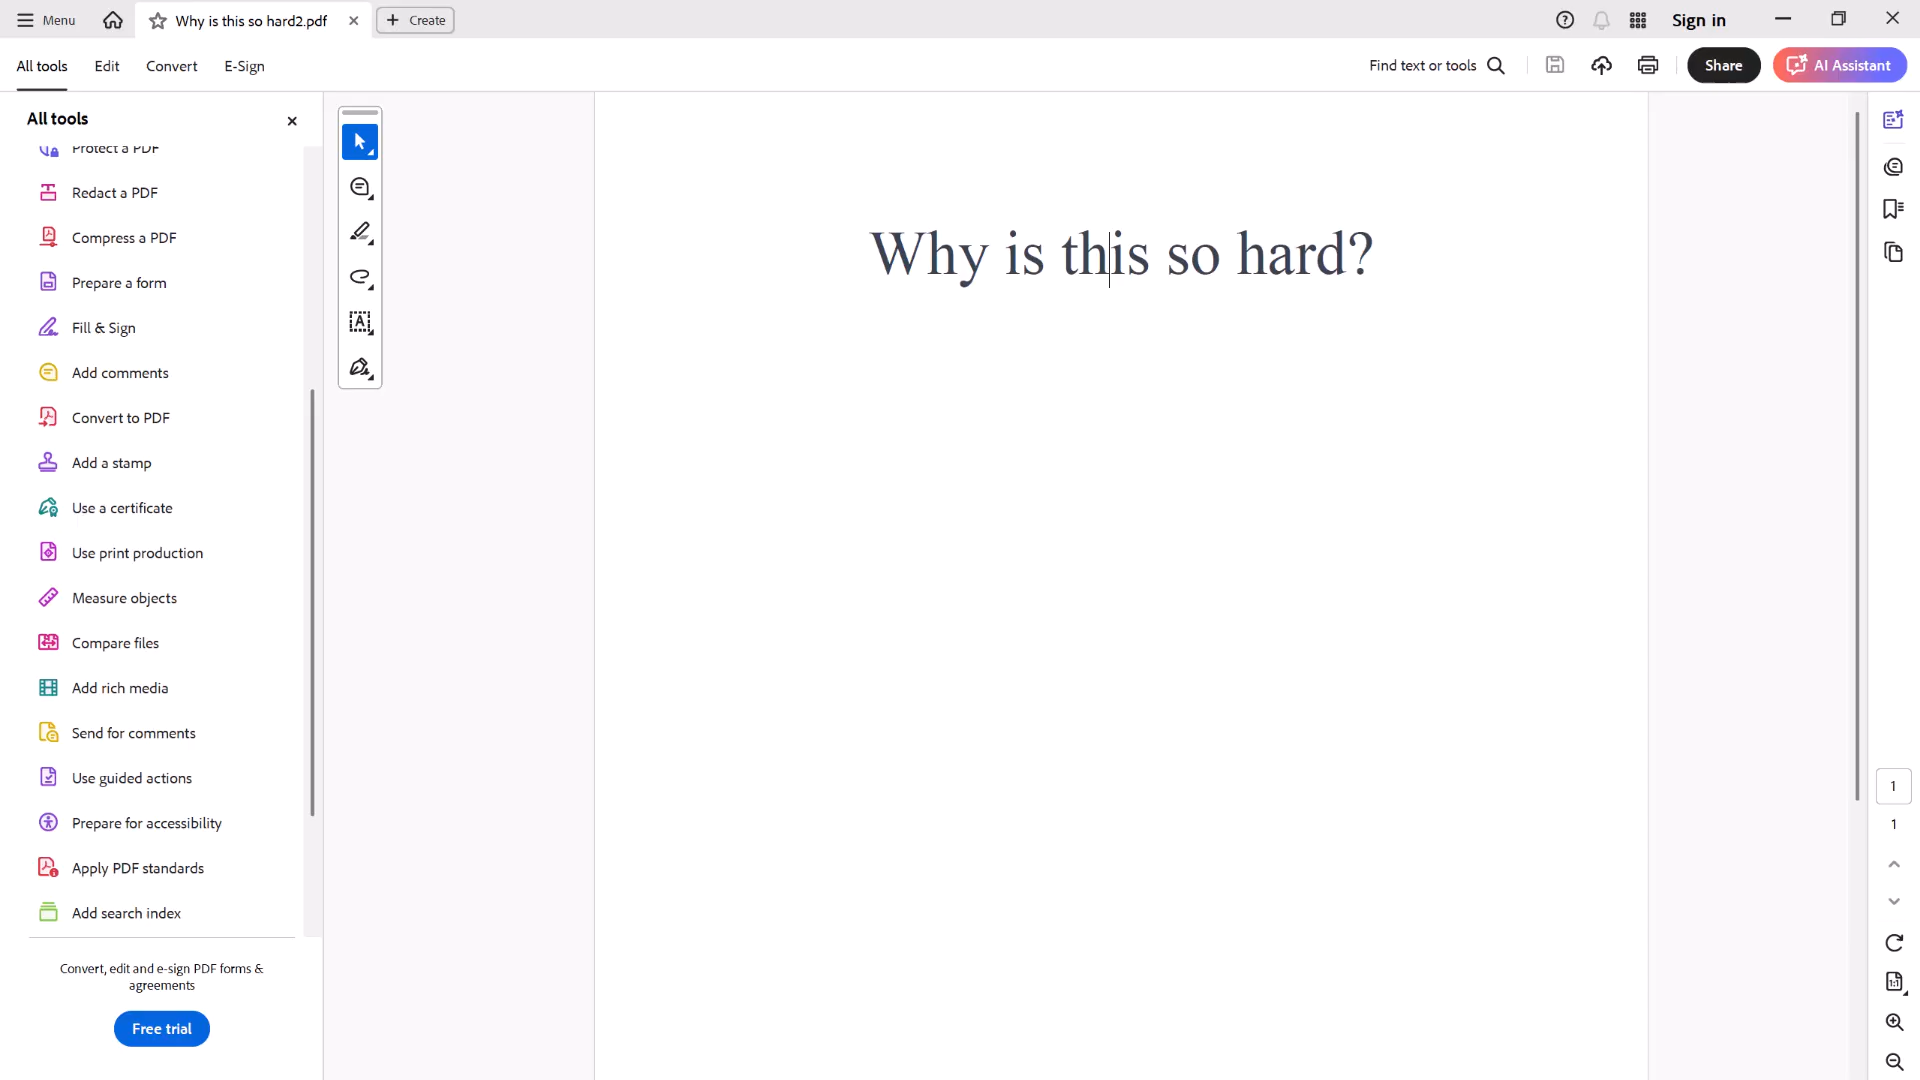 Menu
Why is this so hard2.pdf
Create
Sign in
All tools
Edit
Convert
E-Sign
Find text or tools
Share
AI Assistant
All tools
Protect a PDF
Redact a PDF
Compress a PDF
Prepare a form
Fill & Sign
Add comments
Convert to PDF
Add a stamp
Use a certificate
Use print production
Measure objects
Compare files
Add rich media
Send for comments
Use guided actions
Prepare for accessibility
Apply PDF standards
Add search index
Convert, edit and e-sign PDF forms &
agreements
Free trial
Why is this so hard?
1
1